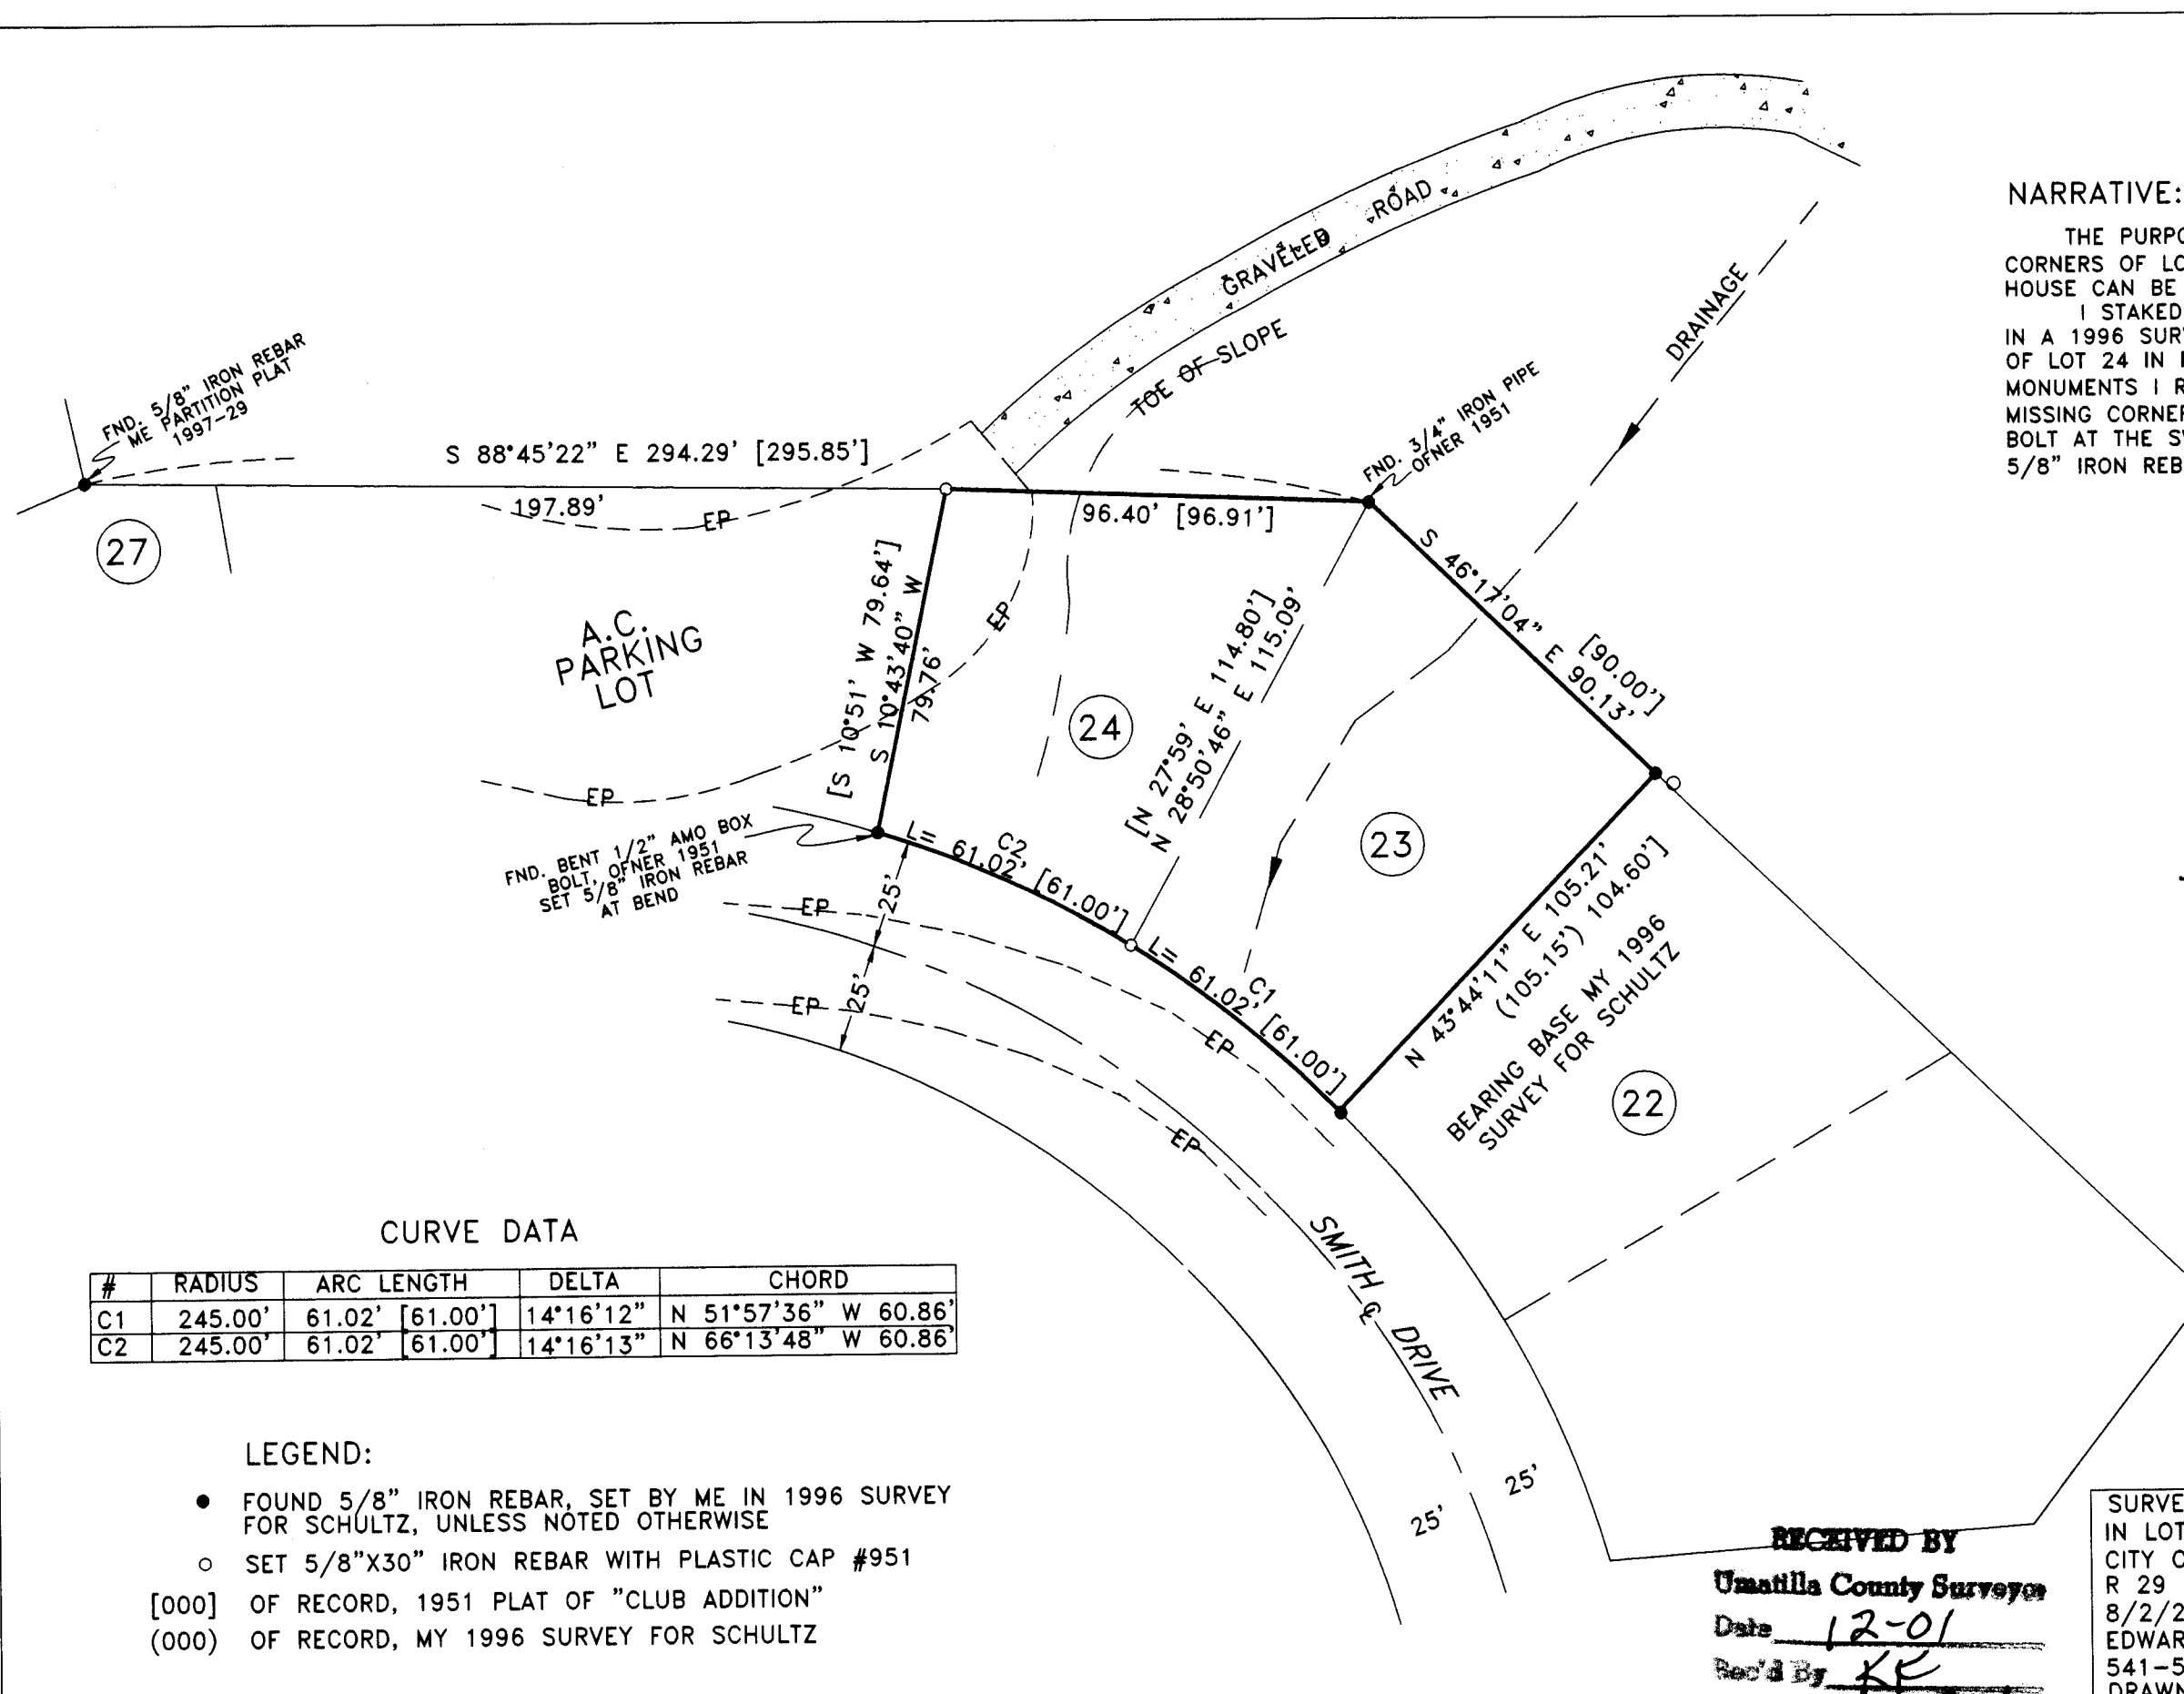 NARRATIVE:
THE PURPO
CORNERS OF LO
HOUSE CAN BE
I STAKED
IN A 1996 SUR
OF LOT 24 IN
MONUMENTS I R
MISSING CORNER
BOLT AT THE S
5/8" IRON REB
GRAVELED ROAD
DRAINAGE
TOE OF SLOPE
FND. 5/8" IRON REBAR
ME PARTITION PLAT
1997-29
S 88°45'22" E 294.29' [295.85']
197.89'
EP
FND. 3/4" IRON PIPE
OFNER 1951
96.40' [96.91']
27
A.C.
PARKING
LOT
EP
[S 10°51' W 79.64']
S 10°43'40" W
79.76'
24
[N 27°59' E 114.80']
N 28°50'46" E 115.09'
S 46°17'04" E 90.13'
[90.00']
23
EP
FND. BENT 1/2" AMO BOX
BOLT, OFNER 1951
SET 5/8" IRON REBAR
AT BEND
C2
L= 61.02' [61.00']
C1
L= 61.02' [61.00']
25'
25'
EP
EP
EP
EP
N 43°44'11" E 105.21'
(105.15') 104.60']
BEARING BASE MY 1996
SURVEY FOR SCHULTZ
22
SMITH ℄ DRIVE
25'
25'
CURVE DATA
# RADIUS ARC LENGTH DELTA CHORD
C1 245.00' 61.02' [61.00'] 14°16'12" N 51°57'36" W 60.86'
C2 245.00' 61.02' [61.00'] 14°16'13" N 66°13'48" W 60.86'
LEGEND:
FOUND 5/8" IRON REBAR, SET BY ME IN 1996 SURVEY
FOR SCHULTZ, UNLESS NOTED OTHERWISE
SET 5/8"X30" IRON REBAR WITH PLASTIC CAP #951
[000] OF RECORD, 1951 PLAT OF "CLUB ADDITION"
(000) OF RECORD, MY 1996 SURVEY FOR SCHULTZ
RECEIVED BY
Umatilla County Surveyor
Date 12-01
Rec'd By KK
SURVE
IN LOT
CITY O
R 29
8/2/2
EDWAR
541-5
DRAWN